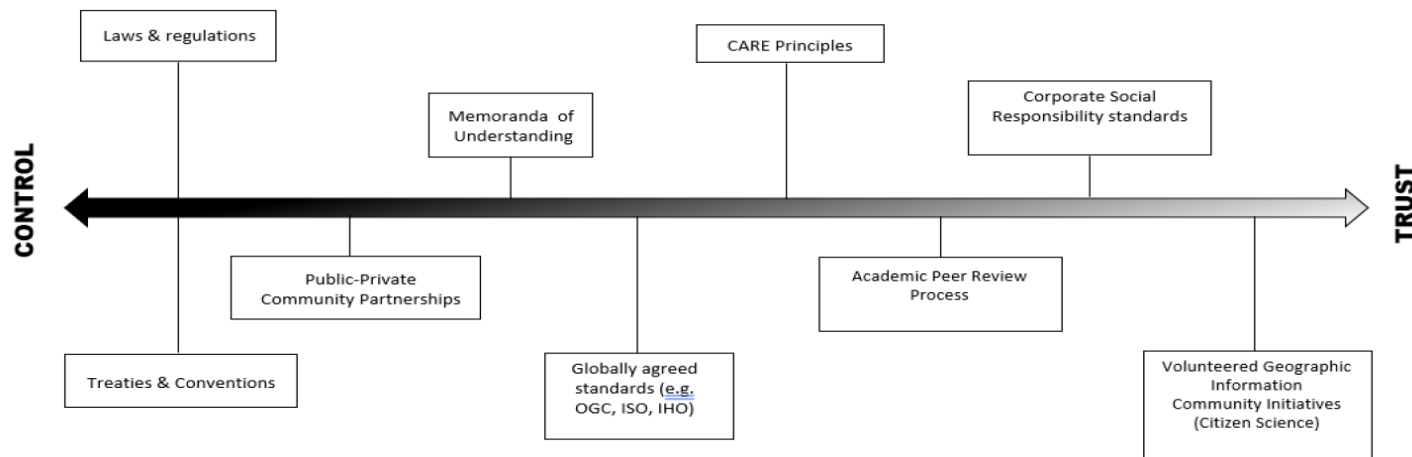 Laws & regulations
CARE Principles
Memoranda of
Understanding
Corporate Social
Responsibility standards
CONTROL
TRUST
Public-Private
Community Partnerships
Academic Peer Review
Process
Treaties & Conventions
Globally agreed
standards (e.g.
OGC, ISO, IHO)
Volunteered Geographic
Information
Community Initiatives
(Citizen Science)